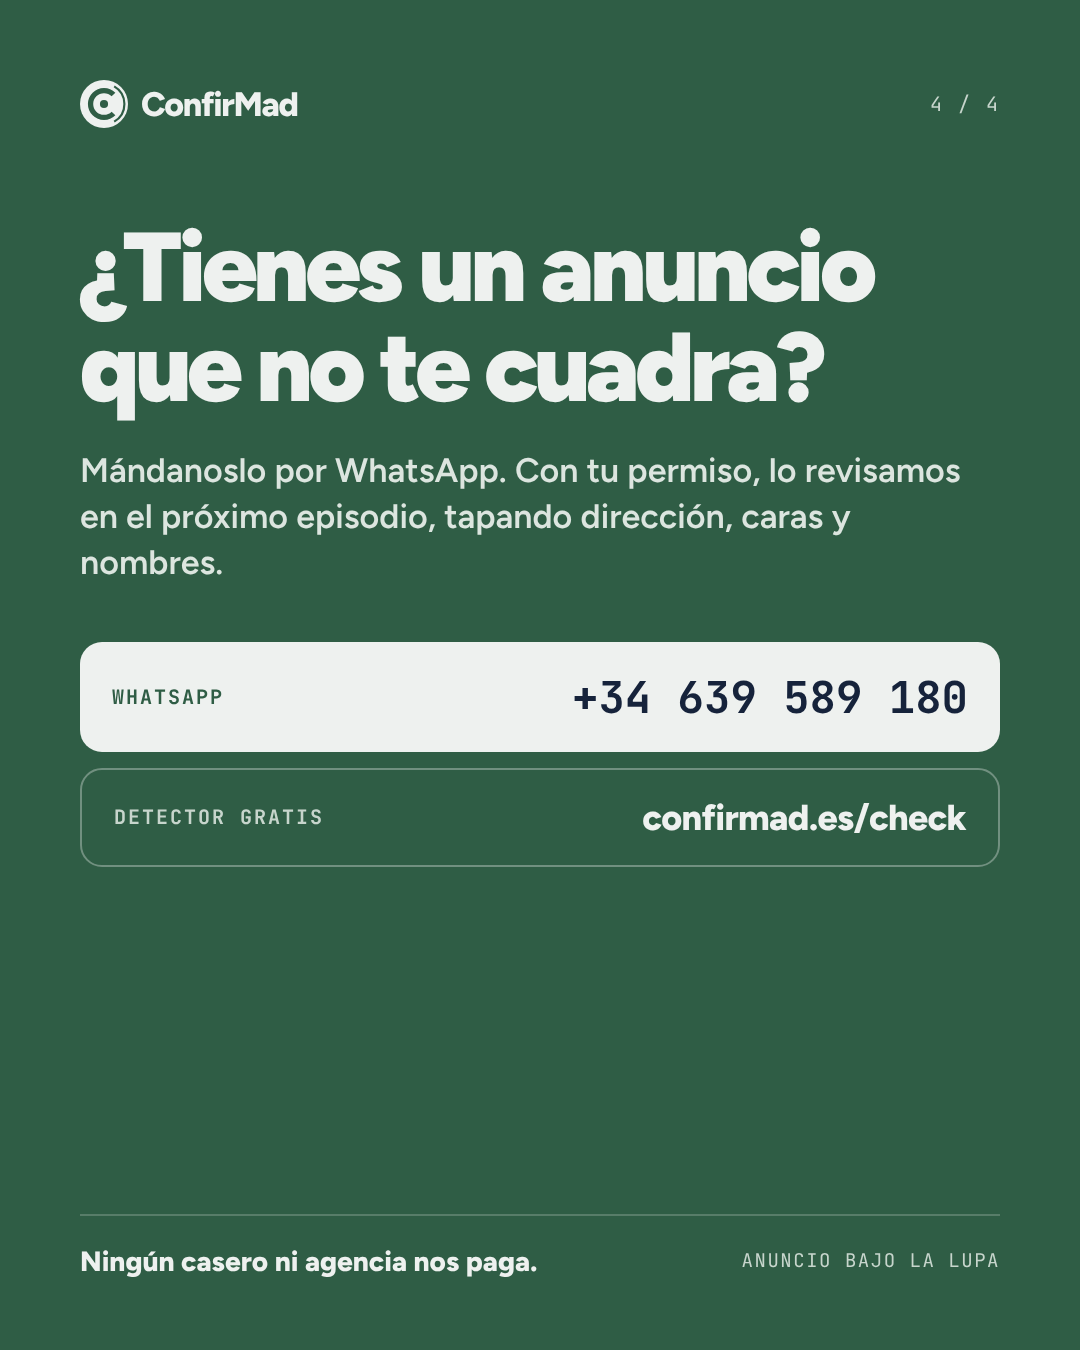 ConfirMad
4 / 4
¿Tienes un anuncio
que no te cuadra?
Mándanoslo por WhatsApp. Con tu permiso, lo revisamos
en el próximo episodio, tapando dirección, caras y
nombres.
WHATSAPP
+34 639 589 180
DETECTOR GRATIS
confirmad.es/check
Ningún casero ni agencia nos paga.
ANUNCIO BAJO LA LUPA